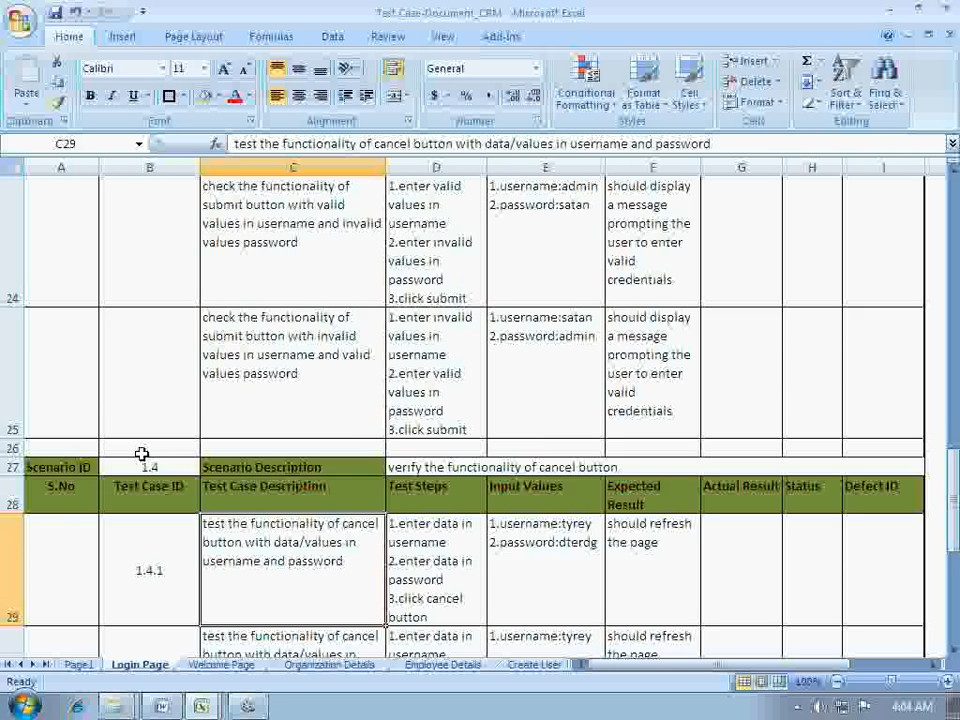 Test Case-Document_CRM - Microsoft Excel
Home Insert Page Layout Formulas Data Review View Add-Ins
Paste
Calibri 11
General
Conditional Formatting
Format as Table
Cell Styles
Insert
Delete
Format
Sort & Filter
Find & Select
Clipboard Font Alignment Number Styles Cells Editing
C29 fx test the functionality of cancel button with data/values in username and password
A B C D E F G H I
check the functionality of
submit button with valid
values in username and invalid
values password
1.enter valid
values in
username
2.enter invalid
values in
password
3.click submit
1.username:admin
2.password:satan
should display
a message
prompting the
user to enter
valid
credentials
24
check the functionality of
submit button with invalid
values in username and valid
values password
1.enter invalid
values in
username
2.enter valid
values in
password
3.click submit
1.username:satan
2.password:admin
should display
a message
prompting the
user to enter
valid
credentials
25
26
27 Scenario ID 1.4 Scenario Description verify the functionality of cancel button
28 S.No Test Case ID Test Case Description Test Steps Input Values Expected Result Actual Result Status Defect ID
1.4.1
test the functionality of cancel
button with data/values in
username and password
1.enter data in
username
2.enter data in
password
3.click cancel
button
1.username:tyrey
2.password:dterdg
should refresh
the page
29
test the functionality of cancel
button with data/values in
1.enter data in
username
1.username:tyrey
should refresh
the page
Page1 Login Page Welcome Page Organization Details Employee Details Create User
Ready 100%
4:04 AM